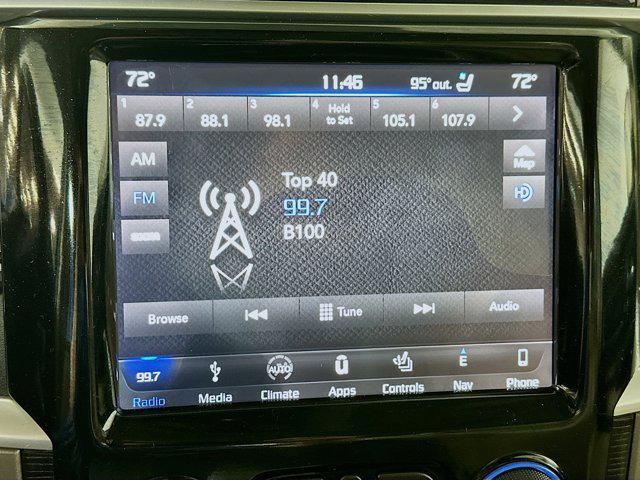 72° 11:46 95° out. 72°
1 87.9 2 88.1 3 98.1 4 Hold to Set 5 105.1 6 107.9
AM
Map
FM
HD
Top 40
99.7
B100
Browse Tune Audio
99.7 AUTO U E
Radio Media Climate Apps Controls Nav Phone